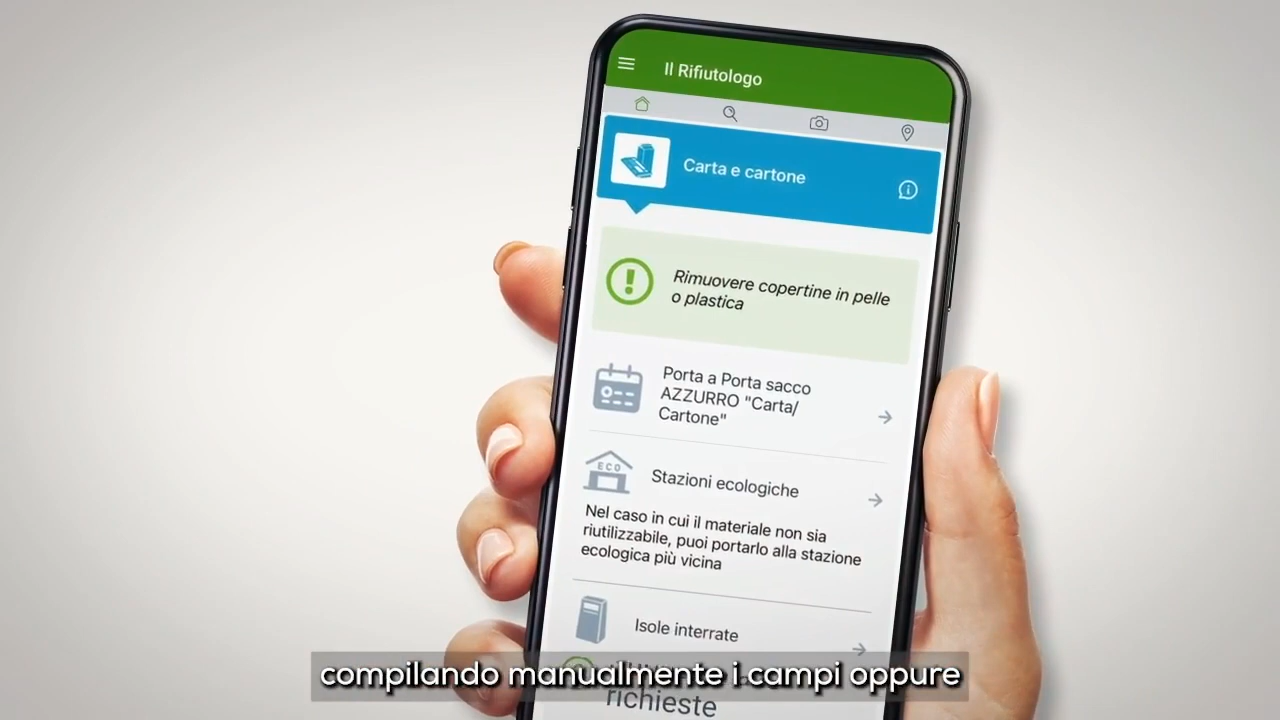 Il Rifiutologo
Carta e cartone
Rimuovere copertine in pelle
o plastica
Porta a Porta sacco
AZZURRO "Carta/
Cartone"
ECO
Stazioni ecologiche
Nel caso in cui il materiale non sia
riutilizzabile, puoi portarlo alla stazione
ecologica più vicina
Isole interrate
compilando manualmente i campi oppure
richieste